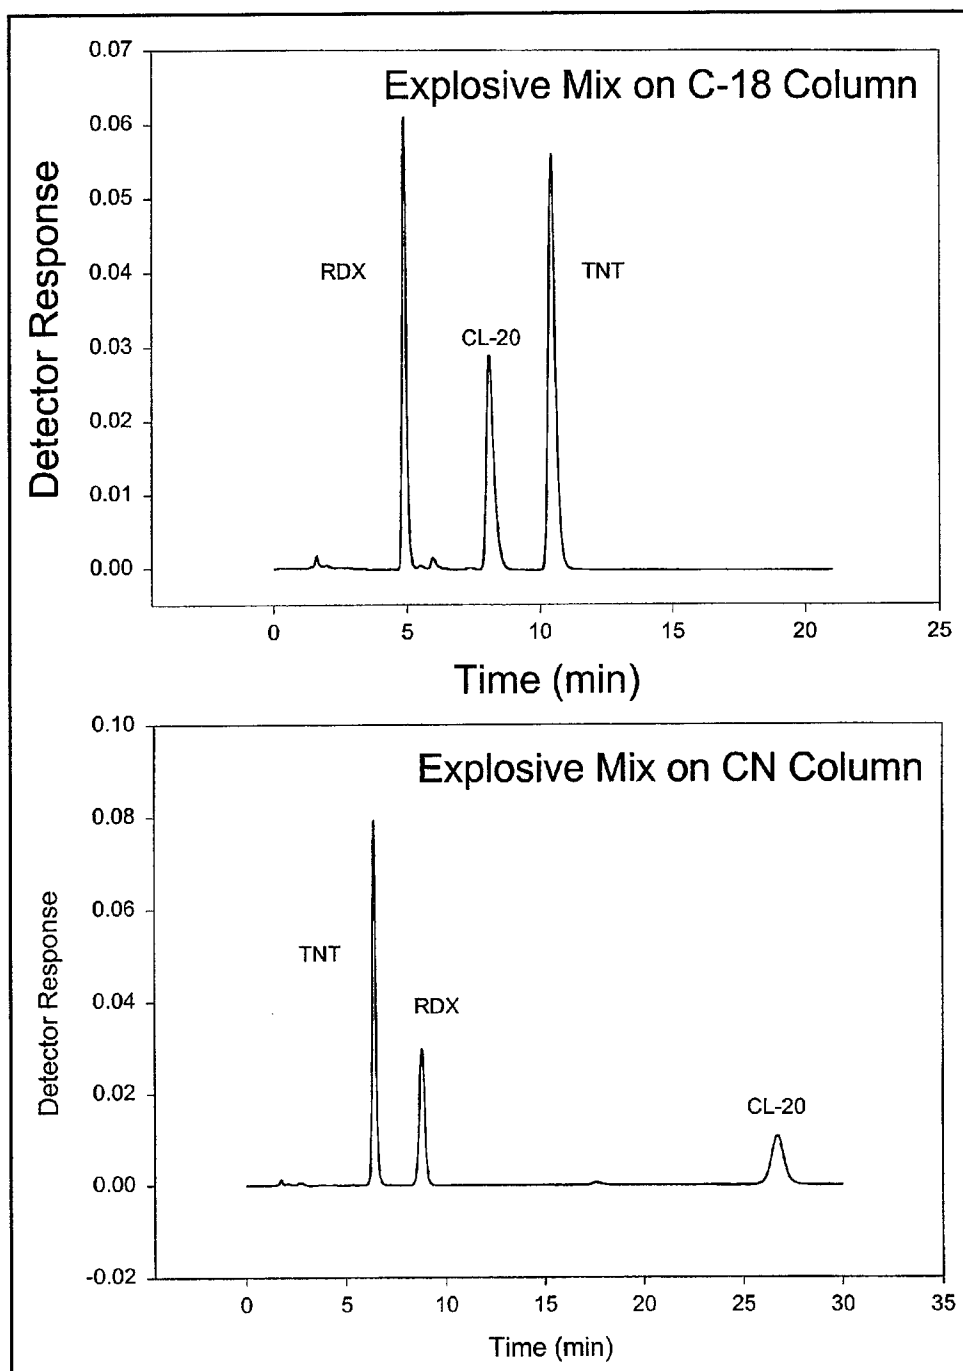 Explosive Mix on C-18 Column
Detector Response
0.07
0.06
0.05
0.04
0.03
0.02
0.01
0.00
RDX
CL-20
TNT
0 5 10 15 20 25
Time (min)
Explosive Mix on CN Column
Detector Response
0.10
0.08
0.06
0.04
0.02
0.00
-0.02
TNT
RDX
CL-20
0 5 10 15 20 25 30 35
Time (min)